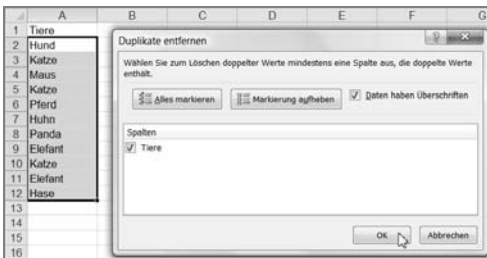 A B C D E F G
1 Tiere
2 Hund
3 Katze
4 Maus
5 Katze
6 Pferd
7 Huhn
8 Panda
9 Elefant
10 Katze
11 Elefant
12 Hase
13
14
15
16
Duplikate entfernen
Wählen Sie zum Löschen doppelter Werte mindestens eine Spalte aus, die doppelte Werte
enthält.
Alles markieren Markierung aufheben Daten haben Überschriften
Spalten
Tiere
OK Abbrechen